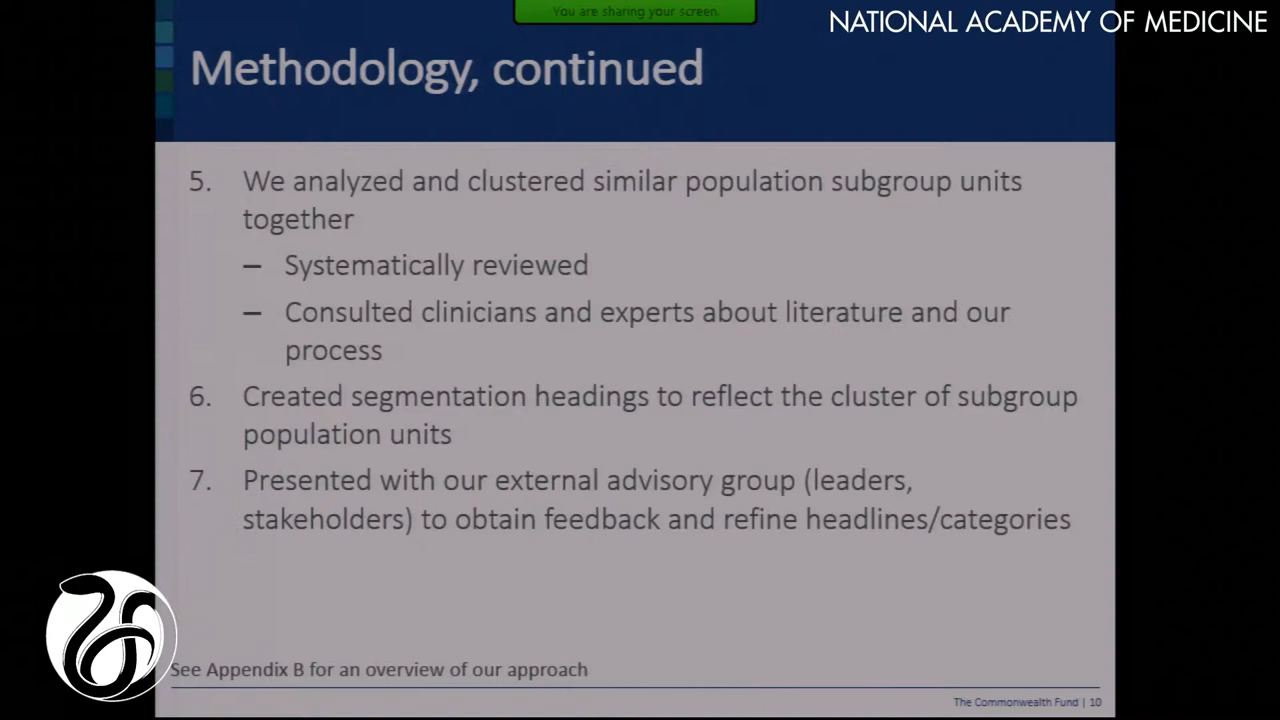 You are sharing your screen.
NATIONAL ACADEMY OF MEDICINE
Methodology, continued
5. We analyzed and clustered similar population subgroup units
together
– Systematically reviewed
– Consulted clinicians and experts about literature and our
process
6. Created segmentation headings to reflect the cluster of subgroup
population units
7. Presented with our external advisory group (leaders,
stakeholders) to obtain feedback and refine headlines/categories
See Appendix B for an overview of our approach
The Commonwealth Fund | 10